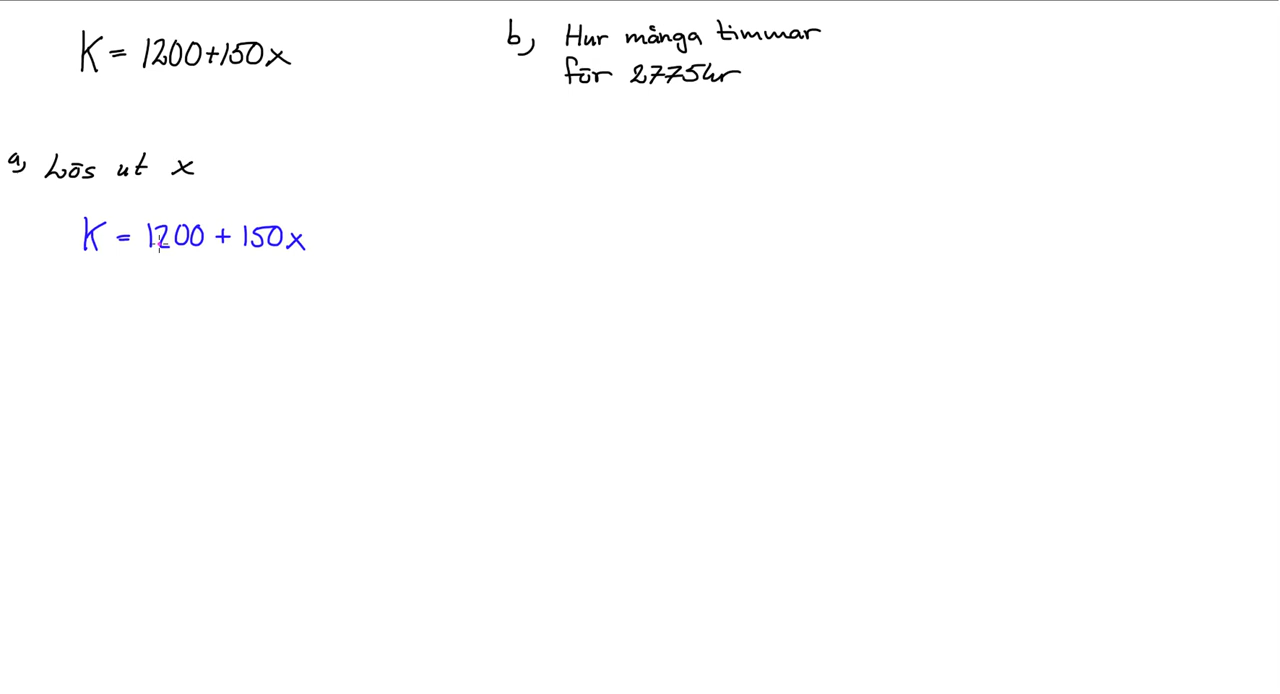 K = 1200+150x
b, Hur många timmar
för 2775kr
a, Lös ut x
K = 1200 + 150x